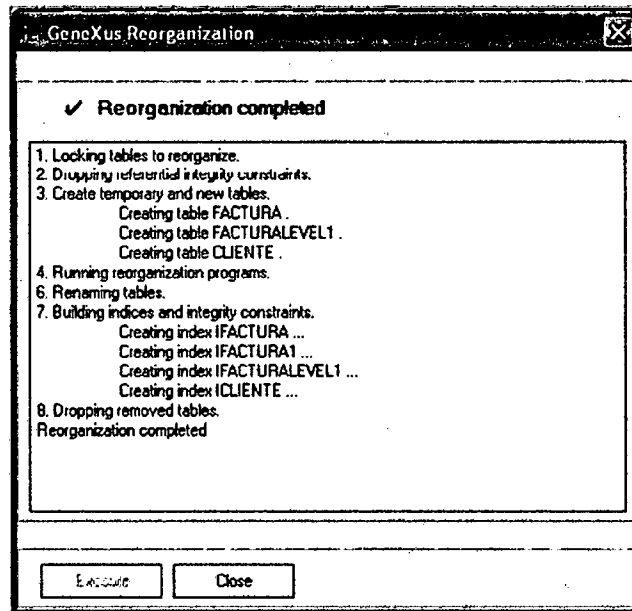 GeneXus Reorganization
✓ Reorganization completed
1. Locking tables to reorganize.
2. Dropping referential integrity constraints.
3. Create temporary and new tables.
Creating table FACTURA .
Creating table FACTURALEVEL1 .
Creating table CLIENTE .
4. Running reorganization programs.
6. Renaming tables.
7. Building indices and integrity constraints.
Creating index IFACTURA ...
Creating index IFACTURA1 ...
Creating index IFACTURALEVEL1 ...
Creating index ICLIENTE ...
8. Dropping removed tables.
Reorganization completed
Execute
Close